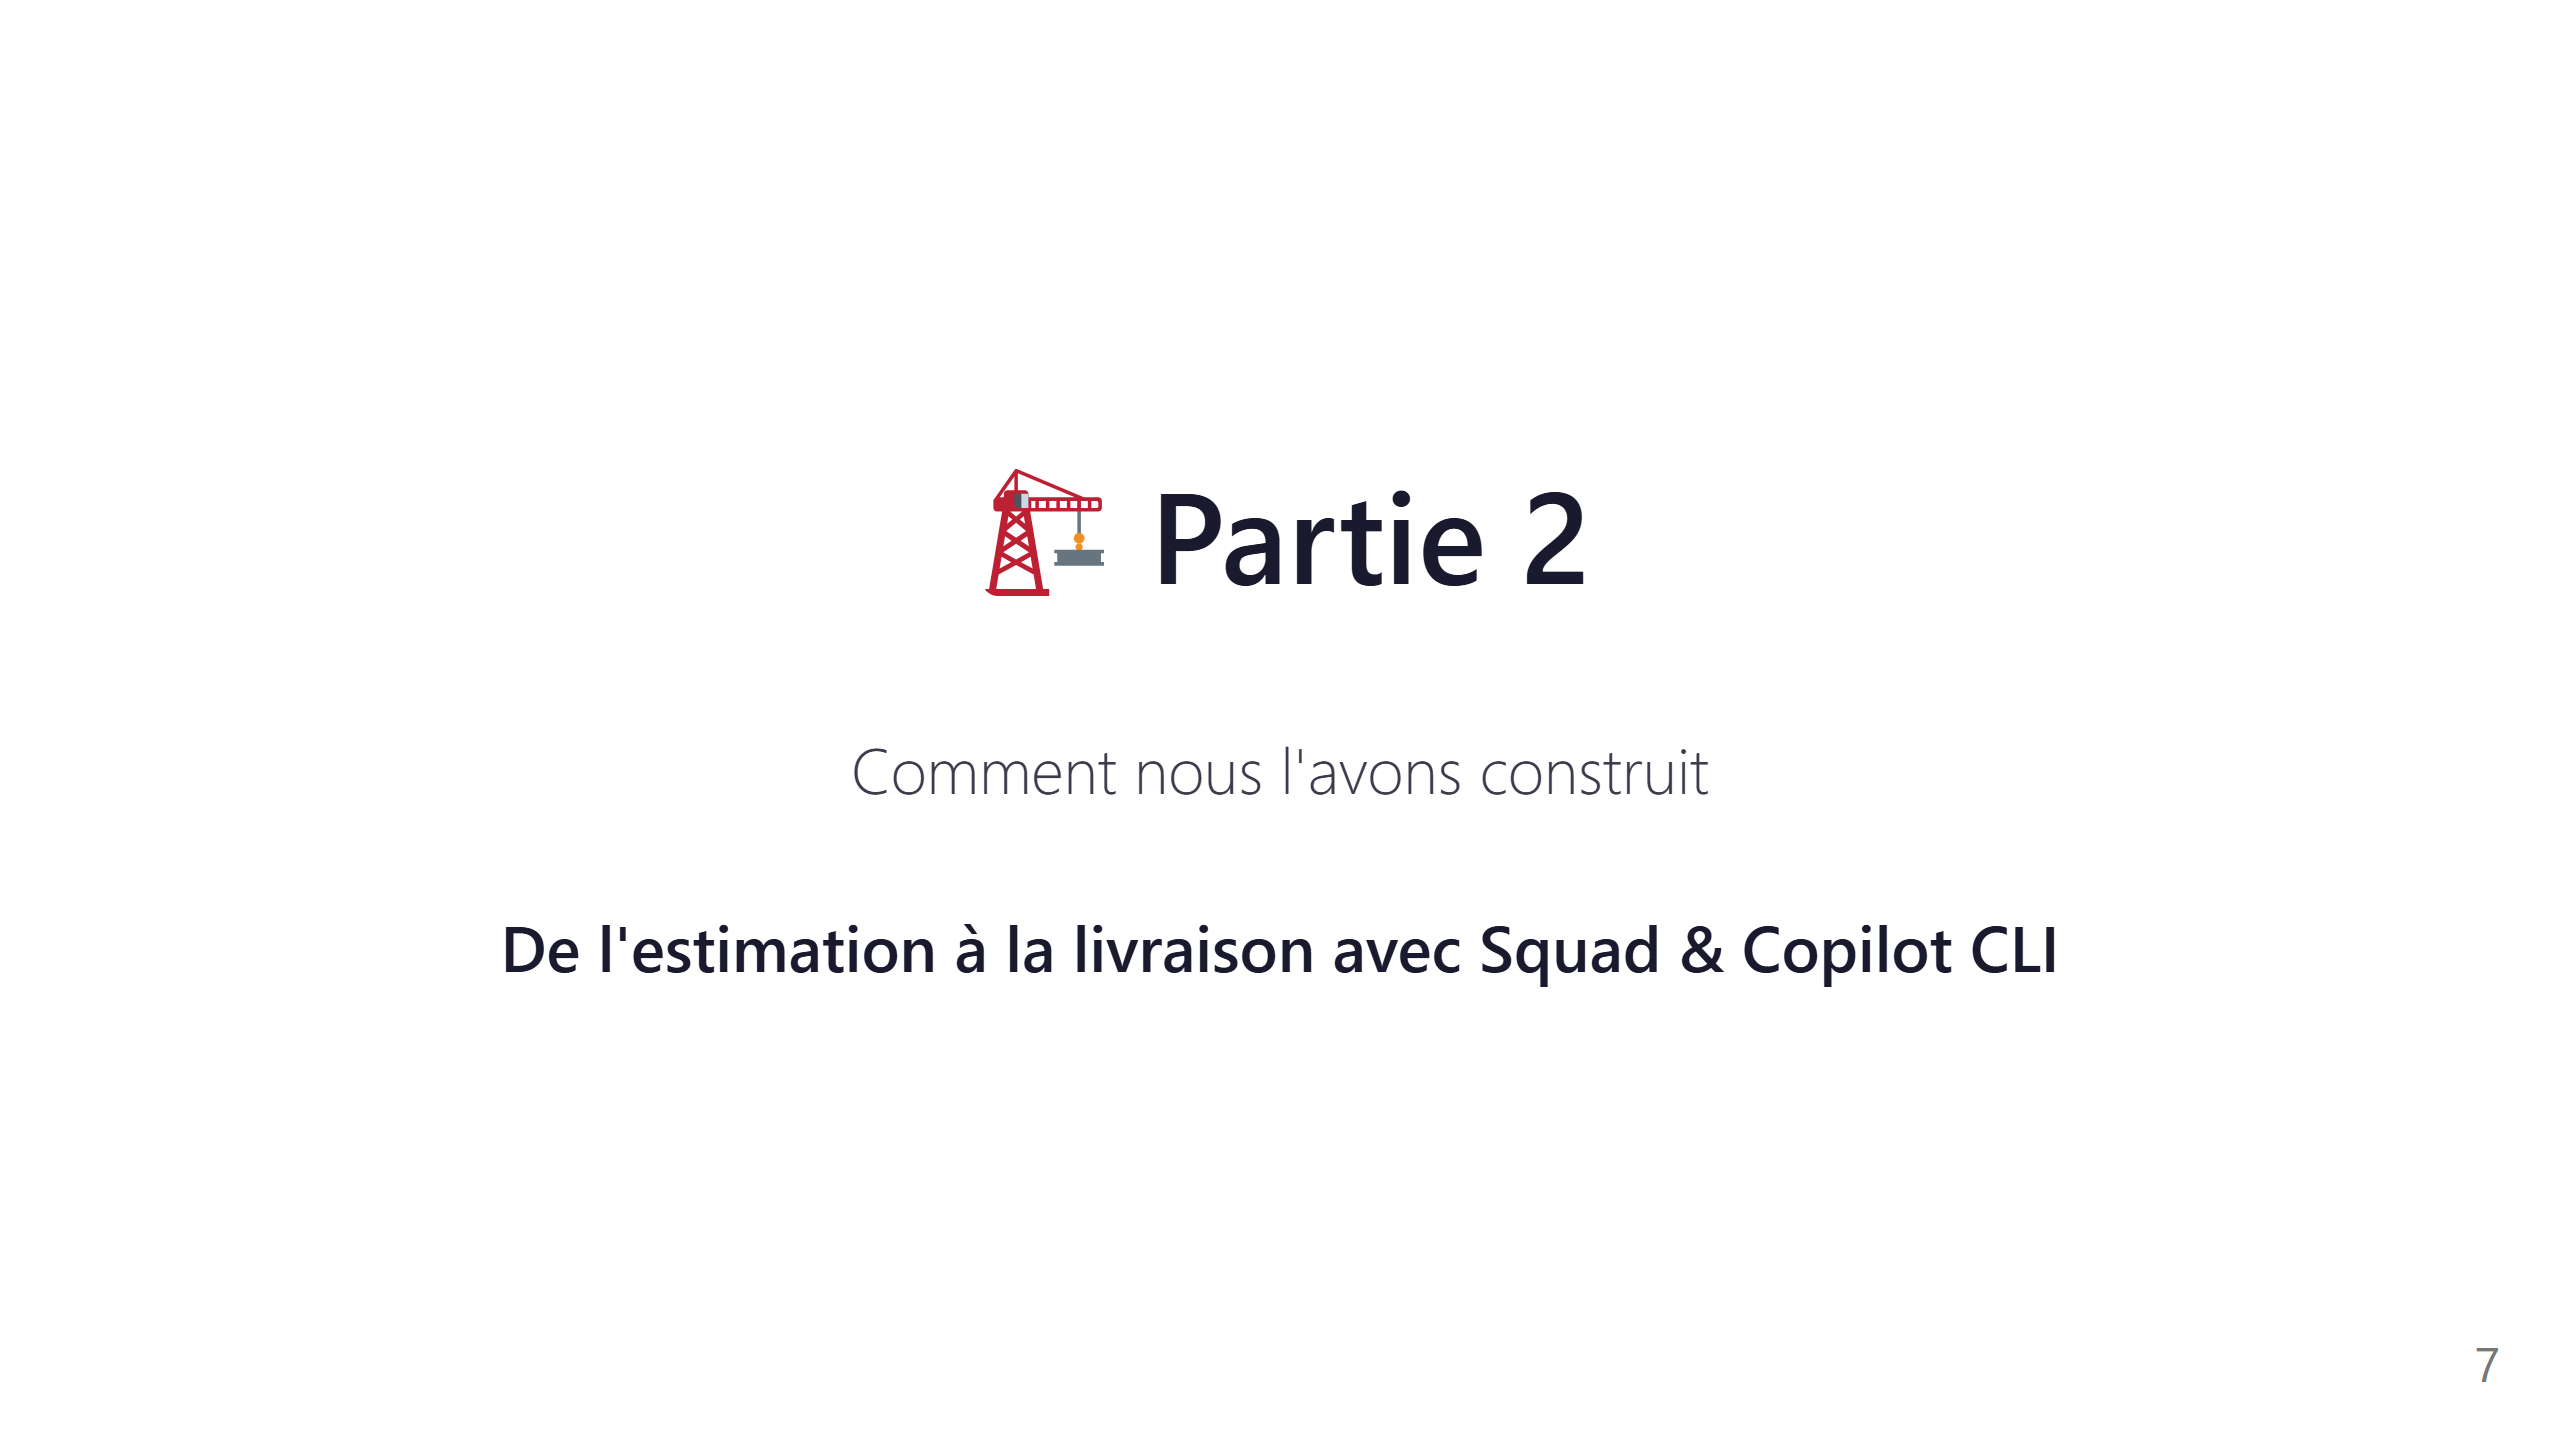 Partie 2
Comment nous l'avons construit
De l'estimation à la livraison avec Squad & Copilot CLI
7